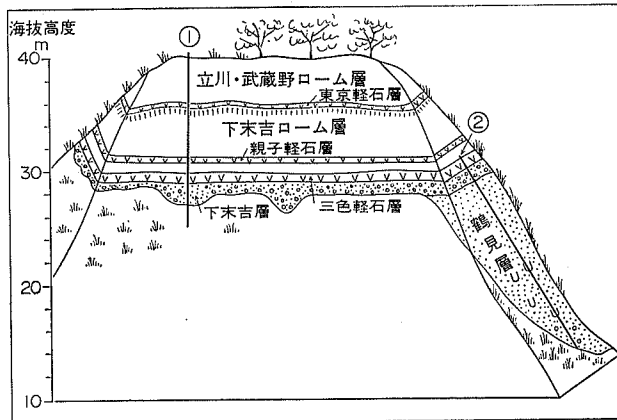 海抜高度
m
40
30
20
10
①
②
立川・武蔵野ローム層
東京軽石層
下末吉ローム層
親子軽石層
三色軽石層
下末吉層
鶴見層